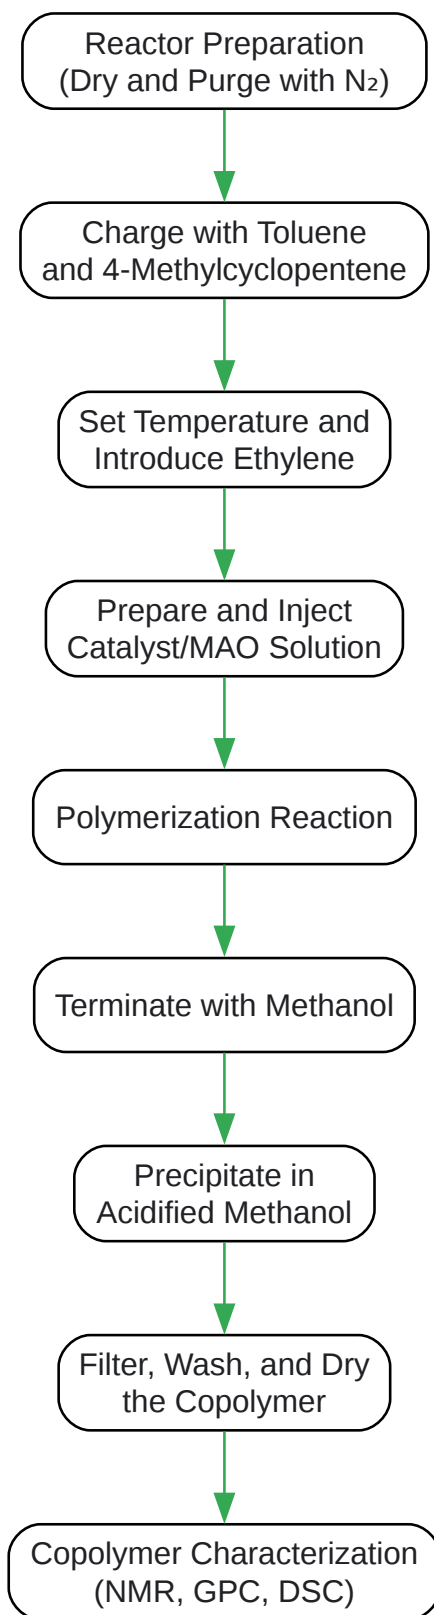 Reactor Preparation
(Dry and Purge with N₂)
Charge with Toluene
and 4-Methylcyclopentene
Set Temperature and
Introduce Ethylene
Prepare and Inject
Catalyst/MAO Solution
Polymerization Reaction
Terminate with Methanol
Precipitate in
Acidified Methanol
Filter, Wash, and Dry
the Copolymer
Copolymer Characterization
(NMR, GPC, DSC)